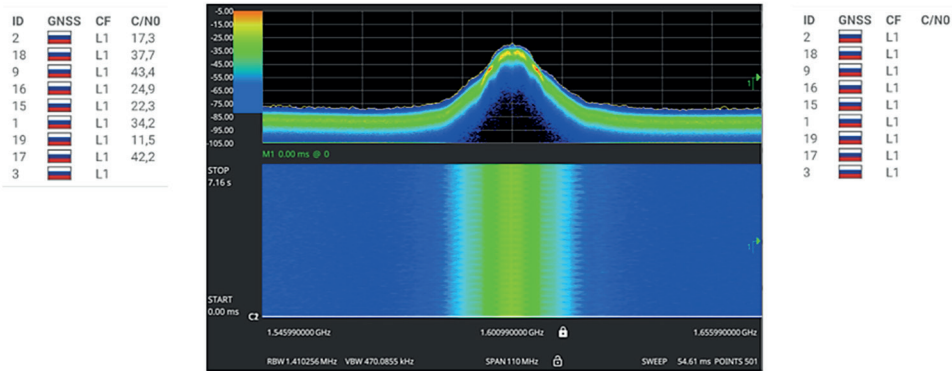 ID GNSS CF C/N0
2 L1 17,3
18 L1 37,7
9 L1 43,4
16 L1 24,9
15 L1 22,3
1 L1 34,2
19 L1 11,5
17 L1 42,2
3 L1
-5.00
-15.00
-25.00
-35.00
-45.00
-55.00
-65.00
-75.00
-85.00
-95.00
-105.00
1
M1 0.00 ms @ 0
STOP
7.16 s
1
START
0.00 ms
C2
1.545990000 GHz 1.600990000 GHz 1.655990000 GHz
RBW 1.410256 MHz VBW 470.0855 kHz SPAN 110 MHz SWEEP 54.61 ms POINTS 501
ID GNSS CF C/N0
2 L1
18 L1
9 L1
16 L1
15 L1
1 L1
19 L1
17 L1
3 L1